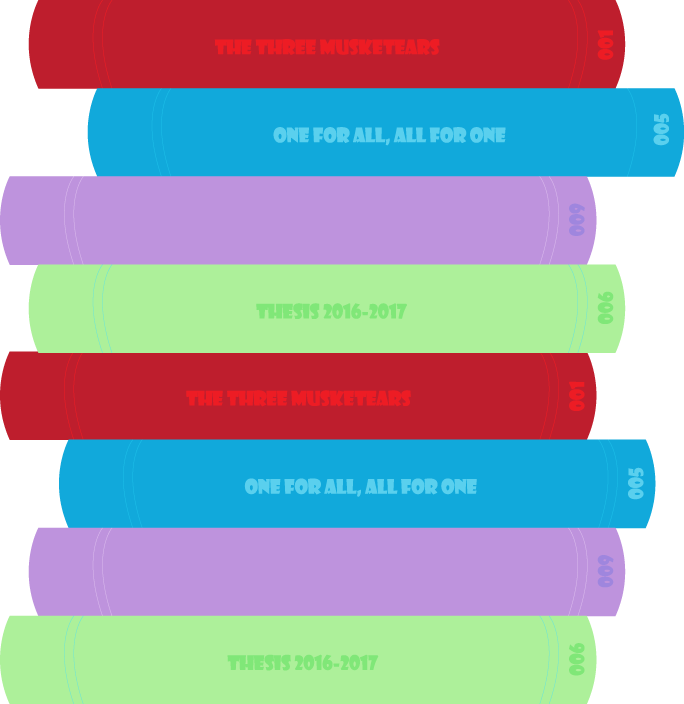 THE THREE MUSKETEARS
001
ONE FOR ALL, ALL FOR ONE
005
009
THESIS 2016-2017
006
THE THREE MUSKETEARS
001
ONE FOR ALL, ALL FOR ONE
005
009
THESIS 2016-2017
006